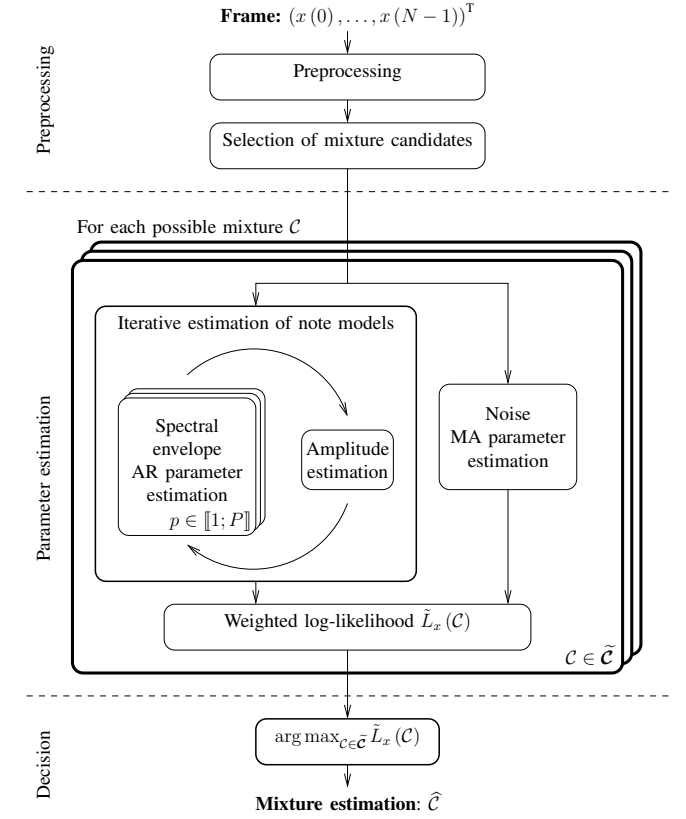 Frame: (x (0) , . . . , x (N − 1))ᵀ
Preprocessing
Preprocessing
Selection of mixture candidates
Parameter estimation
For each possible mixture 𝒞
Iterative estimation of note models
Spectral
envelope
AR parameter
estimation
p ∈ ⟦1; P⟧
Amplitude
estimation
Noise
MA parameter
estimation
Weighted log-likelihood L̃ₓ (𝒞)
𝒞 ∈ 𝓒̃
Decision
arg max_{𝒞∈𝓒̃} L̃ₓ (𝒞)
Mixture estimation: 𝒞̂